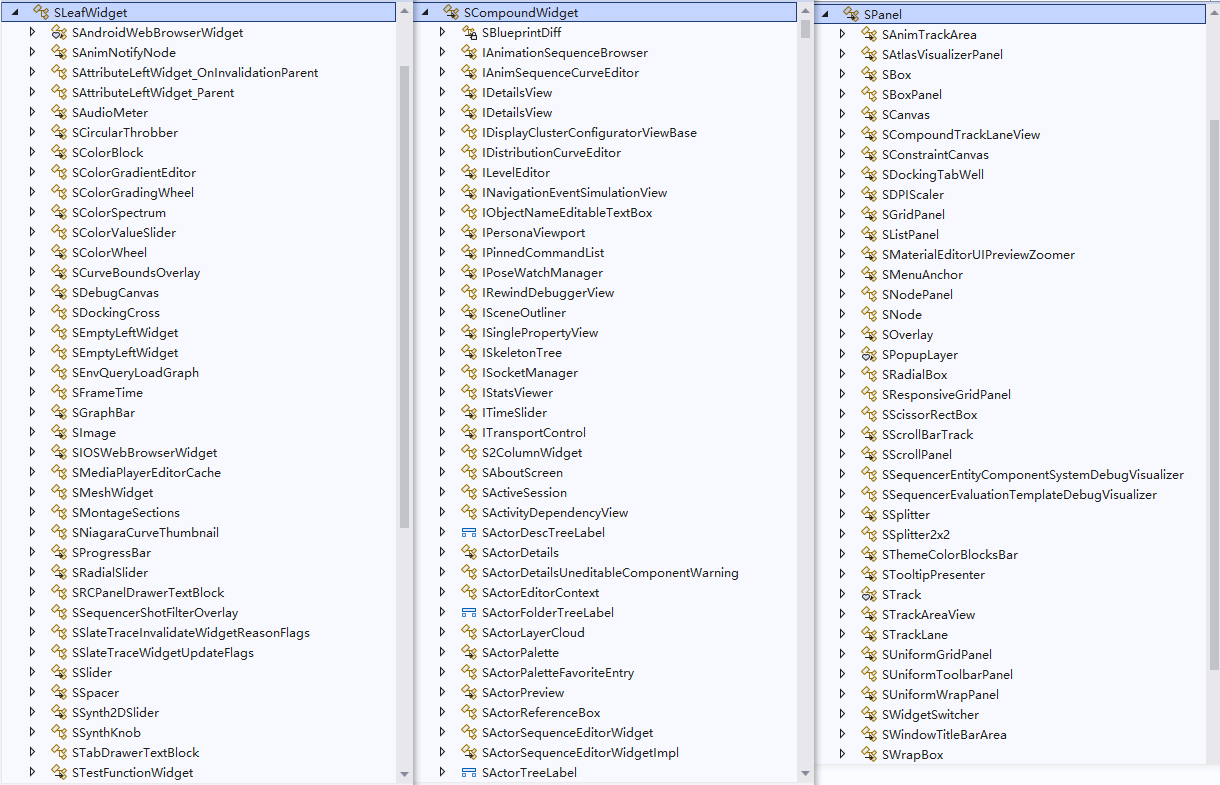 SLeafWidget
SAndroidWebBrowserWidget
SAnimNotifyNode
SAttributeLeftWidget_OnInvalidationParent
SAttributeLeftWidget_Parent
SAudioMeter
SCircularThrobber
SColorBlock
SColorGradientEditor
SColorGradingWheel
SColorSpectrum
SColorValueSlider
SColorWheel
SCurveBoundsOverlay
SDebugCanvas
SDockingCross
SEmptyLeftWidget
SEmptyLeftWidget
SEnvQueryLoadGraph
SFrameTime
SGraphBar
SImage
SIOSWebBrowserWidget
SMediaPlayerEditorCache
SMeshWidget
SMontageSections
SNiagaraCurveThumbnail
SProgressBar
SRadialSlider
SRCPanelDrawerTextBlock
SSequencerShotFilterOverlay
SSlateTraceInvalidateWidgetReasonFlags
SSlateTraceWidgetUpdateFlags
SSlider
SSpacer
SSynth2DSlider
SSynthKnob
STabDrawerTextBlock
STestFunctionWidget
SCompoundWidget
SBlueprintDiff
IAnimationSequenceBrowser
IAnimSequenceCurveEditor
IDetailsView
IDetailsView
IDisplayClusterConfiguratorViewBase
IDistributionCurveEditor
ILevelEditor
INavigationEventSimulationView
IObjectNameEditableTextBox
IPersonaViewport
IPinnedCommandList
IPoseWatchManager
IRewindDebuggerView
ISceneOutliner
ISinglePropertyView
ISkeletonTree
ISocketManager
IStatsViewer
ITimeSlider
ITransportControl
S2ColumnWidget
SAboutScreen
SActiveSession
SActivityDependencyView
SActorDescTreeLabel
SActorDetails
SActorDetailsUneditableComponentWarning
SActorEditorContext
SActorFolderTreeLabel
SActorLayerCloud
SActorPalette
SActorPaletteFavoriteEntry
SActorPreview
SActorReferenceBox
SActorSequenceEditorWidget
SActorSequenceEditorWidgetImpl
SActorTreeLabel
SPanel
SAnimTrackArea
SAtlasVisualizerPanel
SBox
SBoxPanel
SCanvas
SCompoundTrackLaneView
SConstraintCanvas
SDockingTabWell
SDPIScaler
SGridPanel
SListPanel
SMaterialEditorUIPreviewZoomer
SMenuAnchor
SNodePanel
SNode
SOverlay
SPopupLayer
SRadialBox
SResponsiveGridPanel
SScissorRectBox
SScrollBarTrack
SScrollPanel
SSequencerEntityComponentSystemDebugVisualizer
SSequencerEvaluationTemplateDebugVisualizer
SSplitter
SSplitter2x2
SThemeColorBlocksBar
STooltipPresenter
STrack
STrackAreaView
STrackLane
SUniformGridPanel
SUniformToolbarPanel
SUniformWrapPanel
SWidgetSwitcher
SWindowTitleBarArea
SWrapBox